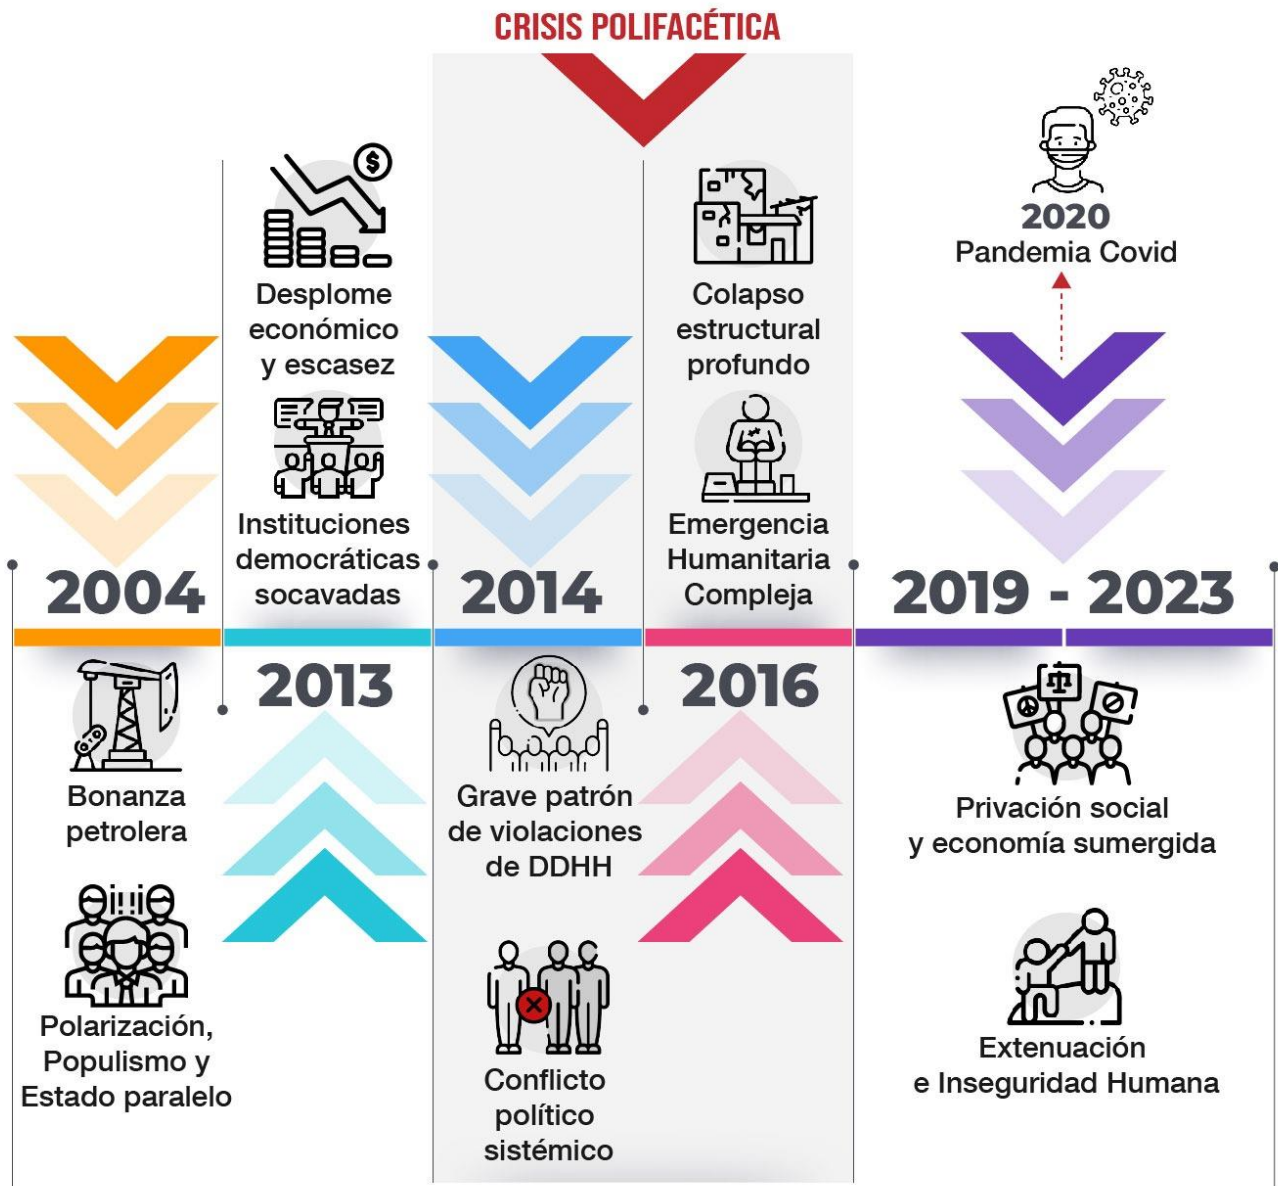 CRISIS POLIFACÉTICA
2004
Bonanza
petrolera
Polarización,
Populismo y
Estado paralelo
Desplome
económico
y escasez
Instituciones
democráticas
socavadas
2013
2014
Grave patrón
de violaciones
de DDHH
Conflicto
político
sistémico
Colapso
estructural
profundo
Emergencia
Humanitaria
Compleja
2016
2020
Pandemia Covid
2019 - 2023
Privación social
y economía sumergida
Extenuación
e Inseguridad Humana